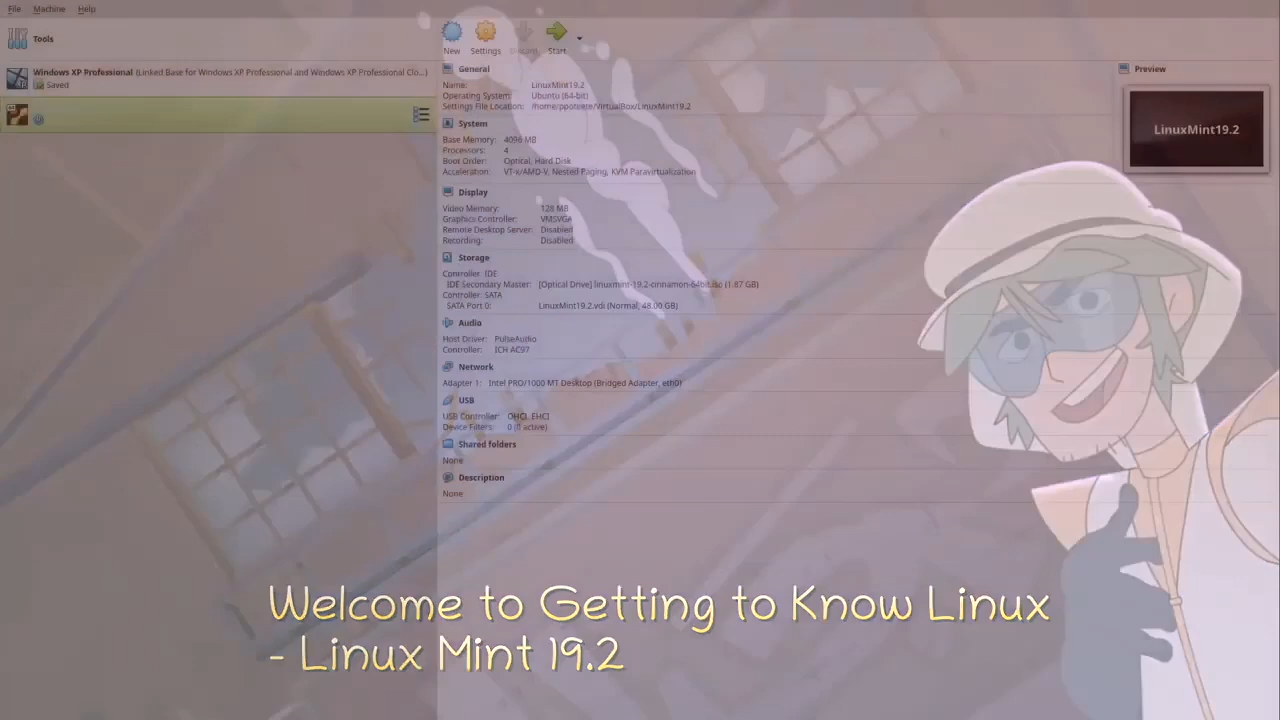 File Machine Help
Tools
New Settings Discard Start
Windows XP Professional (Linked Base for Windows XP Professional and Windows XP Professional Clo...)
Saved
General
Name: LinuxMint19.2
Operating System: Ubuntu (64-bit)
Settings File Location: /VirtualBox/LinuxMint19.2
System
Base Memory: 4096 MB
Processors: 4
Boot Order: Optical, Hard Disk
Acceleration: VT-x/AMD-V, Nested Paging, KVM Paravirtualization
Display
Video Memory: 128 MB
Graphics Controller: VMSVGA
Remote Desktop Server: Disabled
Recording: Disabled
Storage
Controller: IDE
IDE Secondary Master: [Optical Drive] linuxmint-19.2-cinnamon-64bit.iso (1.87 GB)
Controller: SATA
SATA Port 0: LinuxMint19.2.vdi (Normal, 48.00 GB)
Audio
Host Driver: PulseAudio
Controller: ICH AC97
Network
Adapter 1: Intel PRO/1000 MT Desktop (Bridged Adapter, eth0)
USB
USB Controller: OHCI, EHCI
Device Filters: 0 (0 active)
Shared folders
None
Description
None
Preview
LinuxMint19.2
Welcome to Getting to Know Linux
- Linux Mint 19.2